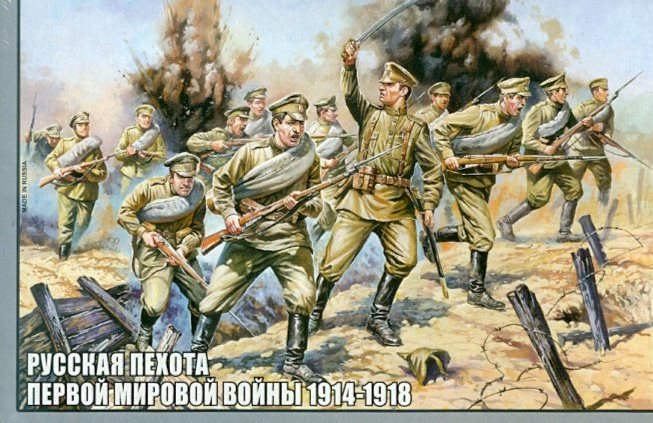 MADE IN RUSSIA
РУССКАЯ ПЕХОТА
ПЕРВОЙ МИРОВОЙ ВОЙНЫ 1914-1918